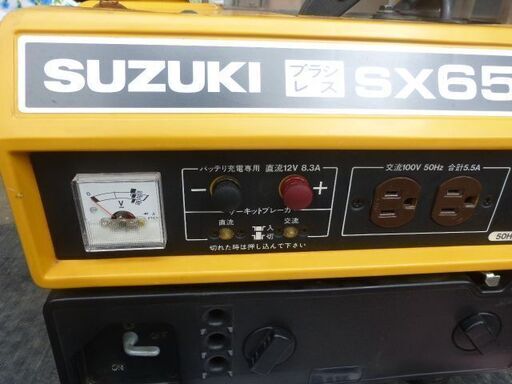 SUZUKI ブラシレス SX65
バッテリ充電専用 直流12V 8.3A
交流100V 50Hz 合計5.5A
− +
サーキットブレーカ
直流 入 切 交流
切れた時は押し込んで下さい
V
50H
OFF
ON